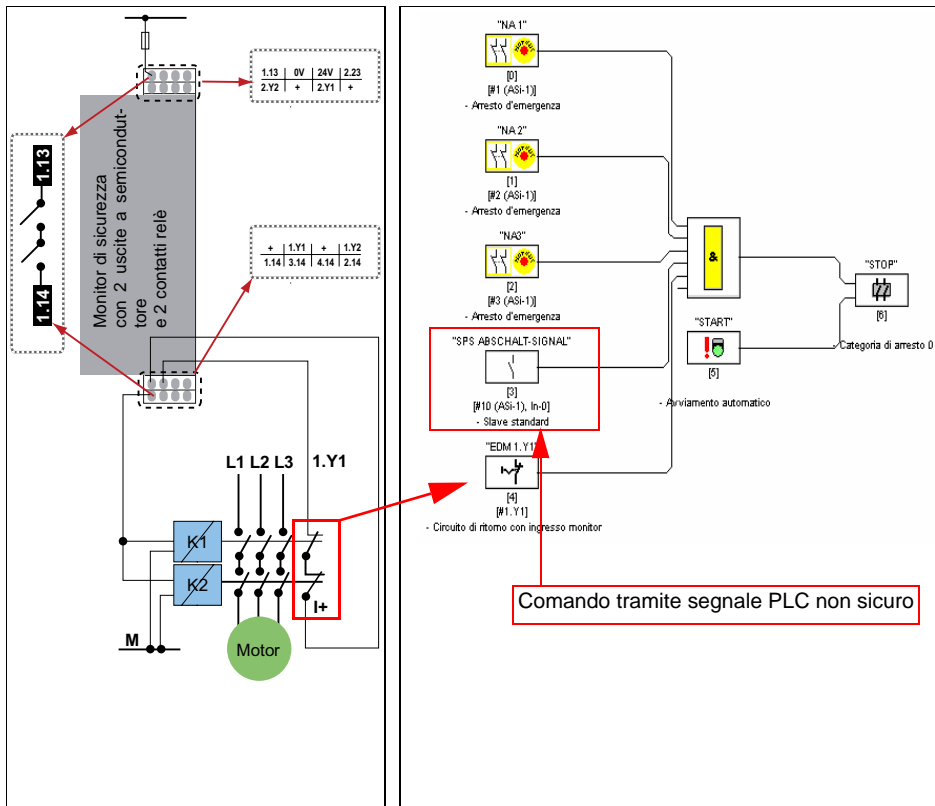 1.13 | 0V | 24V | 2.23
2.Y2 | + | 2.Y1 | +
1.13
1.14
Monitor di sicurezza
con 2 uscite a semicondut-
tore
e 2 contatti relè
+ | 1.Y1 | + | 1.Y2
1.14 | 3.14 | 4.14 | 2.14
L1 L2 L3 1.Y1
K1
K2
I+
M
Motor
"NA 1"
[0]
[#1 (ASi-1)]
- Arresto d'emergenza
"NA 2"
[1]
[#2 (ASi-1)]
- Arresto d'emergenza
"NA3"
[2]
[#3 (ASi-1)]
- Arresto d'emergenza
"SPS ABSCHALT-SIGNAL"
[3]
[#10 (ASi-1), In-0]
- Slave standard
"EDM 1.Y1"
[4]
[#1.Y1]
- Circuito di ritorno con ingresso monitor
&
"START"
[5]
- Avviamento automatico
"STOP"
[6]
- Categoria di arresto 0
Comando tramite segnale PLC non sicuro